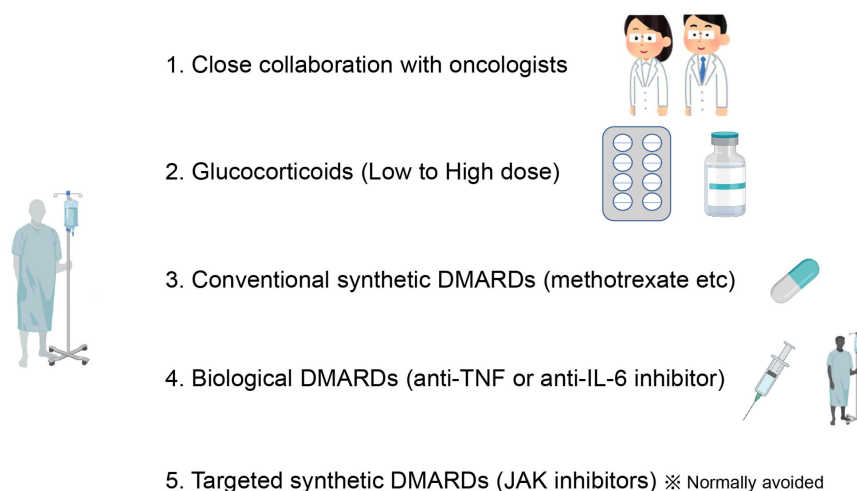 1. Close collaboration with oncologists
2. Glucocorticoids (Low to High dose)
3. Conventional synthetic DMARDs (methotrexate etc)
4. Biological DMARDs (anti-TNF or anti-IL-6 inhibitor)
5. Targeted synthetic DMARDs (JAK inhibitors) ※ Normally avoided